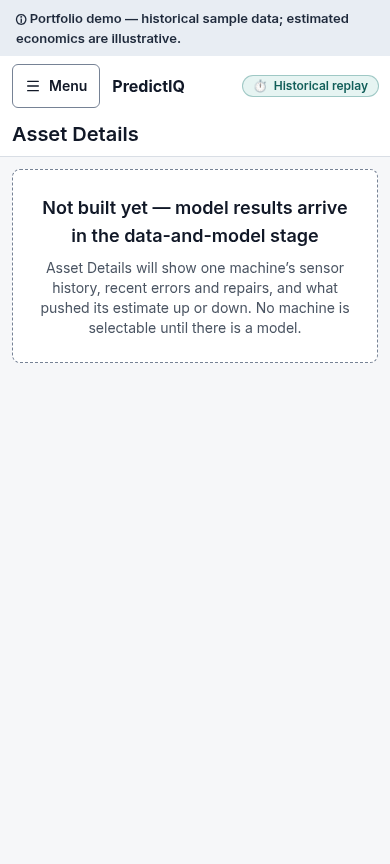 Portfolio demo — historical sample data; estimated
economics are illustrative.
Menu
PredictIQ
Historical replay
Asset Details
Not built yet — model results arrive
in the data-and-model stage
Asset Details will show one machine’s sensor
history, recent errors and repairs, and what
pushed its estimate up or down. No machine is
selectable until there is a model.